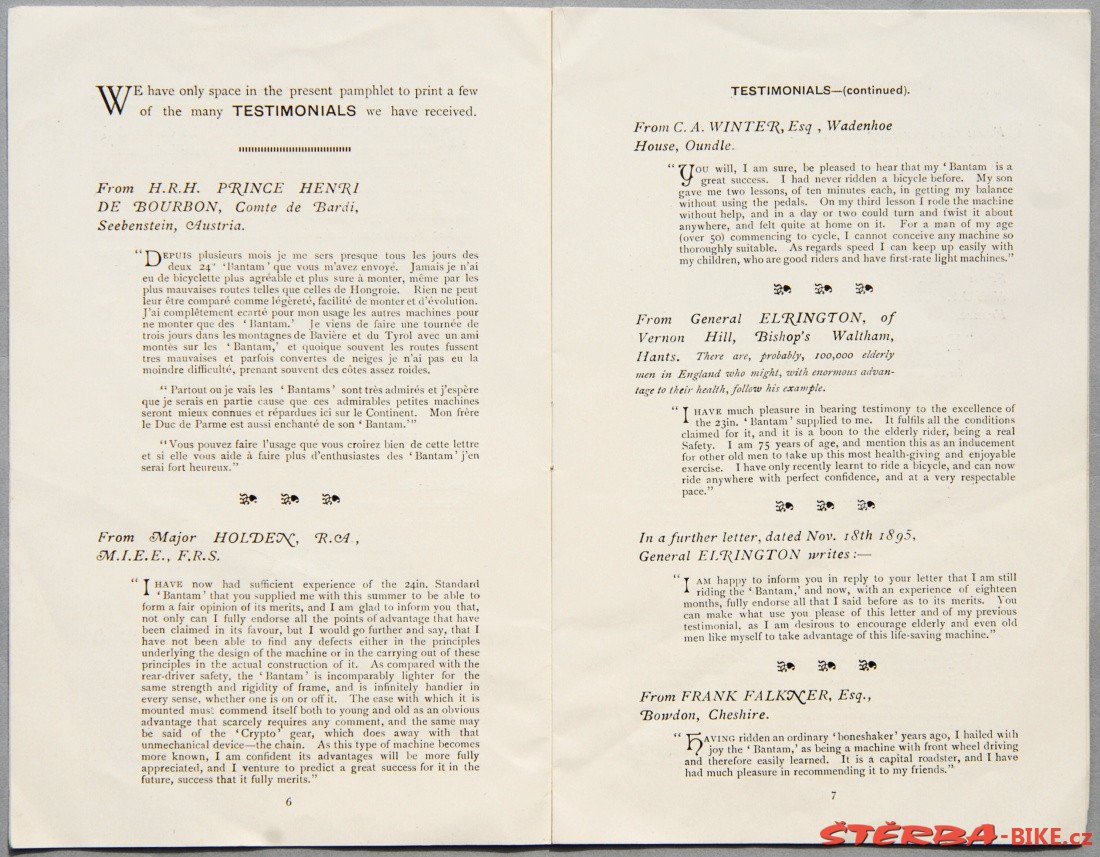 WE have only space in the present pamphlet to print a few
of the many TESTIMONIALS we have received.
From H.R.H. PRINCE HENRI
DE BOURBON, Comte de Bardi,
Seebenstein, Austria.
“DEPUIS plusieurs mois je me sers presque tous les jours des
deux 24" ‘Bantam’ que vous m'avez envoyé. Jamais je n'ai
eu de bicyclette plus agréable et plus sure à monter, même par les
plus mauvaises routes telles que celles de Hongroie. Rien ne peut
leur être comparé comme légèreté, facilité de monter et d'évolution.
J'ai complètement ecarté pour mon usage les autres machines pour
ne monter que des ‘Bantam.’ Je viens de faire une tournée de
trois jours dans les montagnes de Bavière et du Tyrol avec un ami
montés sur les ‘Bantam,’ et quoique souvent les routes fussent
tres mauvaises et parfois convertes de neiges je n'ai pas eu la
moindre difficulté, prenant souvent des côtes assez roides.
“Partout ou je vais les ‘Bantams’ sont très admirés et j'espère
que je serais en partie cause que ces admirables petites machines
seront mieux connues et répardues ici sur le Continent. Mon frère
le Duc de Parme est aussi enchanté de son ‘Bantam.’”
“Vous pouvez faire l'usage que vous croirez bien de cette lettre
et si elle vous aide à faire plus d'enthusiastes des ‘Bantam’ j'en
serai fort heureux.”
From Major HOLDEN, R.A.,
M.I.E.E., F.R.S.
“I HAVE now had sufficient experience of the 24in. Standard
‘Bantam’ that you supplied me with this summer to be able to
form a fair opinion of its merits, and I am glad to inform you that,
not only can I fully endorse all the points of advantage that have
been claimed in its favour, but I would go further and say, that I
have not been able to find any defects either in the principles
underlying the design of the machine or in the carrying out of these
principles in the actual construction of it. As compared with the
rear-driver safety, the ‘Bantam’ is incomparably lighter for the
same strength and rigidity of frame, and is infinitely handier in
every sense, whether one is on or off it. The ease with which it is
mounted must commend itself both to young and old as an obvious
advantage that scarcely requires any comment, and the same may
be said of the ‘Crypto’ gear, which does away with that
unmechanical device—the chain. As this type of machine becomes
more known, I am confident its advantages will be more fully
appreciated, and I venture to predict a great success for it in the
future, success that it fully merits.”
6
TESTIMONIALS—(continued).
From C. A. WINTER, Esq , Wadenhoe
House, Oundle.
“YOU will, I am sure, be pleased to hear that my ‘Bantam is a
great success. I had never ridden a bicycle before. My son
gave me two lessons, of ten minutes each, in getting my balance
without using the pedals. On my third lesson I rode the machine
without help, and in a day or two could turn and twist it about
anywhere, and felt quite at home on it. For a man of my age
(over 50) commencing to cycle, I cannot conceive any machine so
thoroughly suitable. As regards speed I can keep up easily with
my children, who are good riders and have first-rate light machines.”
From General ELRINGTON, of
Vernon Hill, Bishop's Waltham,
Hants. There are, probably, 100,000 elderly
men in England who might, with enormous advan-
tage to their health, follow his example.
“I HAVE much pleasure in bearing testimony to the excellence of
the 23in. ‘Bantam’ supplied to me. It fulfils all the conditions
claimed for it, and it is a boon to the elderly rider, being a real
Safety. I am 75 years of age, and mention this as an inducement
for other old men to take up this most health-giving and enjoyable
exercise. I have only recently learnt to ride a bicycle, and can now
ride anywhere with perfect confidence, and at a very respectable
pace.”
In a further letter, dated Nov. 18th 1895,
General ELRINGTON writes:—
“I AM happy to inform you in reply to your letter that I am still
riding the ‘Bantam,’ and now, with an experience of eighteen
months, fully endorse all that I said before as to its merits. You
can make what use you please of this letter and of my previous
testimonial, as I am desirous to encourage elderly and even old
men like myself to take advantage of this life-saving machine.”
From FRANK FALKNER, Esq.,
Bowdon, Cheshire.
“HAVING ridden an ordinary ‘boneshaker’ years ago, I hailed with
joy the ‘Bantam,’ as being a machine with front wheel driving
and therefore easily learned. It is a capital roadster, and I have
had much pleasure in recommending it to my friends.”
7
ŠTĚRBA-BIKE.cz